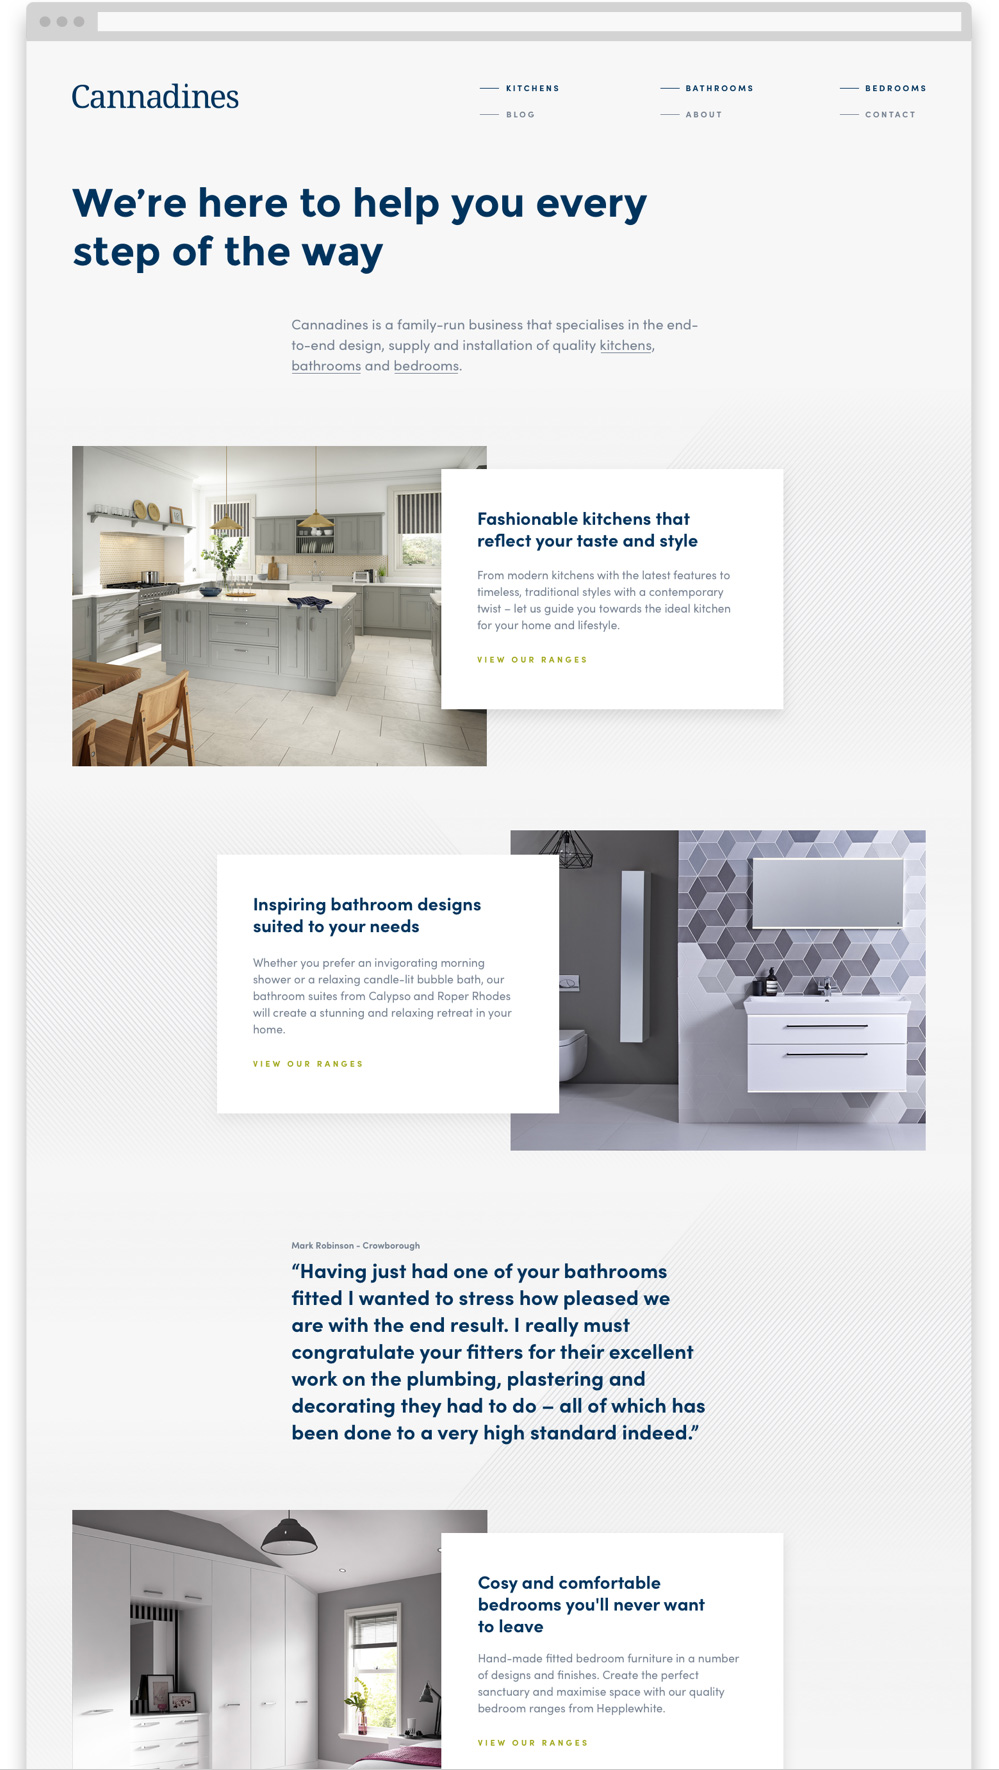 Cannadines
KITCHENS
BATHROOMS
BEDROOMS
BLOG
ABOUT
CONTACT
We’re here to help you every
step of the way
Cannadines is a family-run business that specialises in the end-
to-end design, supply and installation of quality kitchens,
bathrooms and bedrooms.
Fashionable kitchens that
reflect your taste and style
From modern kitchens with the latest features to
timeless, traditional styles with a contemporary
twist – let us guide you towards the ideal kitchen
for your home and lifestyle.
VIEW OUR RANGES
Inspiring bathroom designs
suited to your needs
Whether you prefer an invigorating morning
shower or a relaxing candle-lit bubble bath, our
bathroom suites from Calypso and Roper Rhodes
will create a stunning and relaxing retreat in your
home.
VIEW OUR RANGES
Mark Robinson - Crowborough
“Having just had one of your bathrooms
fitted I wanted to stress how pleased we
are with the end result. I really must
congratulate your fitters for their excellent
work on the plumbing, plastering and
decorating they had to do – all of which has
been done to a very high standard indeed.”
Cosy and comfortable
bedrooms you'll never want
to leave
Hand-made fitted bedroom furniture in a number
of designs and finishes. Create the perfect
sanctuary and maximise space with our quality
bedroom ranges from Hepplewhite.
VIEW OUR RANGES